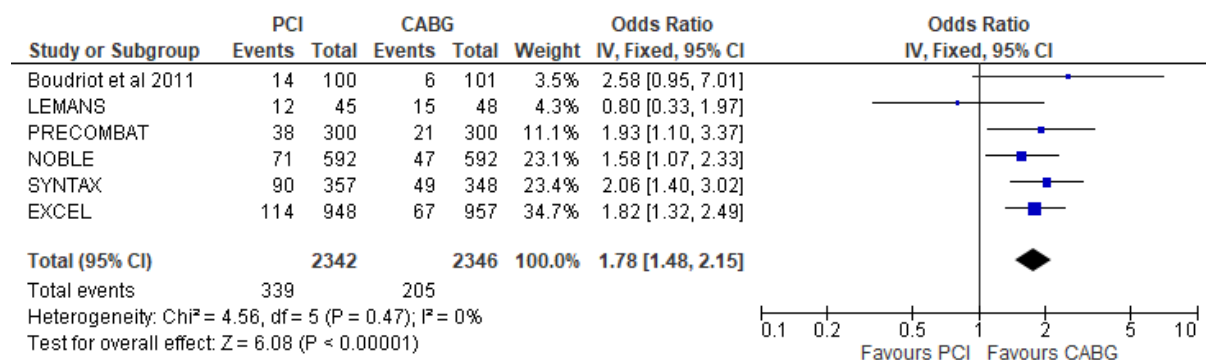 PCI CABG Odds Ratio Odds Ratio
Study or Subgroup Events Total Events Total Weight IV, Fixed, 95% CI IV, Fixed, 95% CI
Boudriot et al 2011 14 100 6 101 3.5% 2.58 [0.95, 7.01]
LEMANS 12 45 15 48 4.3% 0.80 [0.33, 1.97]
PRECOMBAT 38 300 21 300 11.1% 1.93 [1.10, 3.37]
NOBLE 71 592 47 592 23.1% 1.58 [1.07, 2.33]
SYNTAX 90 357 49 348 23.4% 2.06 [1.40, 3.02]
EXCEL 114 948 67 957 34.7% 1.82 [1.32, 2.49]
Total (95% CI) 2342 2346 100.0% 1.78 [1.48, 2.15]
Total events 339 205
Heterogeneity: Chi² = 4.56, df = 5 (P = 0.47); I² = 0%
Test for overall effect: Z = 6.08 (P < 0.00001)
0.1 0.2 0.5 1 2 5 10
Favours PCI Favours CABG